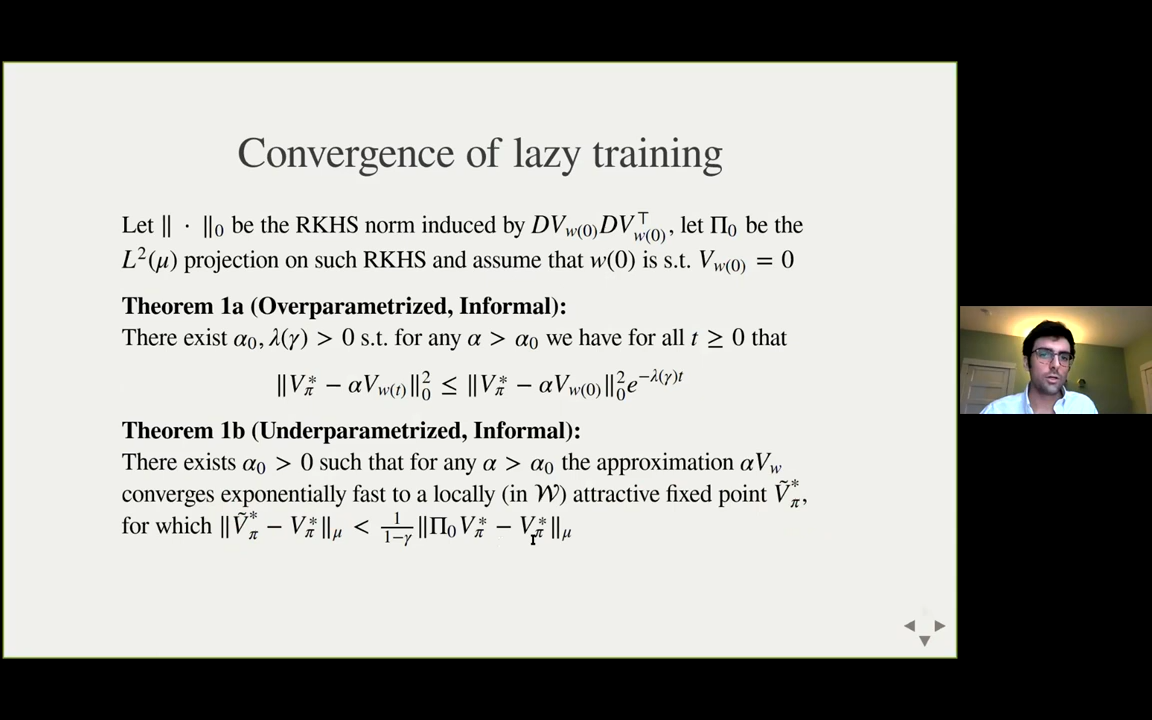 Convergence of lazy training
Let ‖ · ‖₀ be the RKHS norm induced by DV_{w(0)}DV_{w(0)}^⊤, let Π₀ be the
L²(μ) projection on such RKHS and assume that w(0) is s.t. V_{w(0)} = 0
Theorem 1a (Overparametrized, Informal):
There exist α₀, λ(γ) > 0 s.t. for any α > α₀ we have for all t ≥ 0 that
‖V_π^* − αV_{w(t)}‖₀² ≤ ‖V_π^* − αV_{w(0)}‖₀² e^{−λ(γ)t}
Theorem 1b (Underparametrized, Informal):
There exists α₀ > 0 such that for any α > α₀ the approximation αV_w
converges exponentially fast to a locally (in 𝒲) attractive fixed point Ṽ_π^*,
for which ‖Ṽ_π^* − V_π^*‖_μ < \frac{1}{1−γ}‖Π₀V_π^* − V_π^*‖_μ